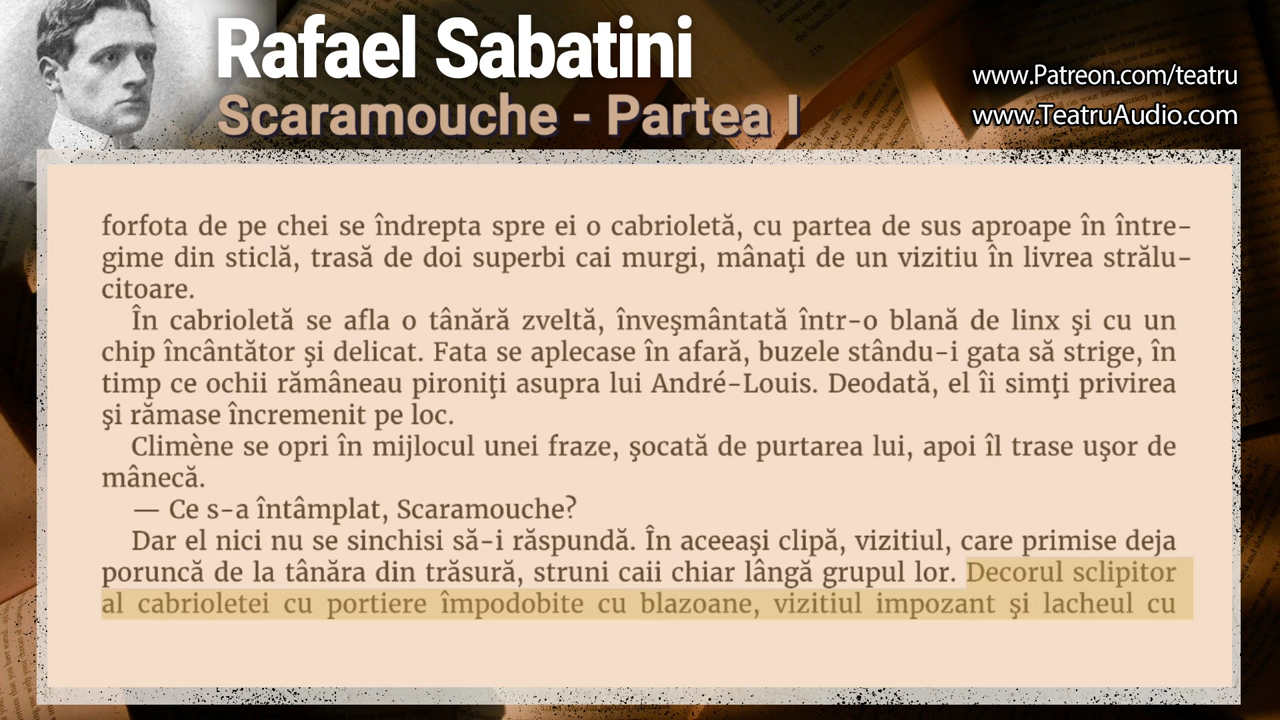 Rafael Sabatini
Scaramouche - Partea I
www.Patreon.com/teatru
www.TeatruAudio.com
forfota de pe chei se îndrepta spre ei o cabrioletă, cu partea de sus aproape în între-
gime din sticlă, trasă de doi superbi cai murgi, mânaţi de un vizitiu în livrea strălu-
citoare.
În cabrioletă se afla o tânără zveltă, înveşmântată într-o blană de linx şi cu un
chip încântător şi delicat. Fata se aplecase în afară, buzele stându-i gata să strige, în
timp ce ochii rămâneau pironiţi asupra lui André-Louis. Deodată, el îi simţi privirea
şi rămase încremenit pe loc.
Climène se opri în mijlocul unei fraze, şocată de purtarea lui, apoi îl trase uşor de
mânecă.
— Ce s-a întâmplat, Scaramouche?
Dar el nici nu se sinchisi să-i răspundă. În aceeaşi clipă, vizitiul, care primise deja
poruncă de la tânăra din trăsură, struni caii chiar lângă grupul lor. Decorul sclipitor
al cabrioletei cu portiere împodobite cu blazoane, vizitiul impozant şi lacheul cu